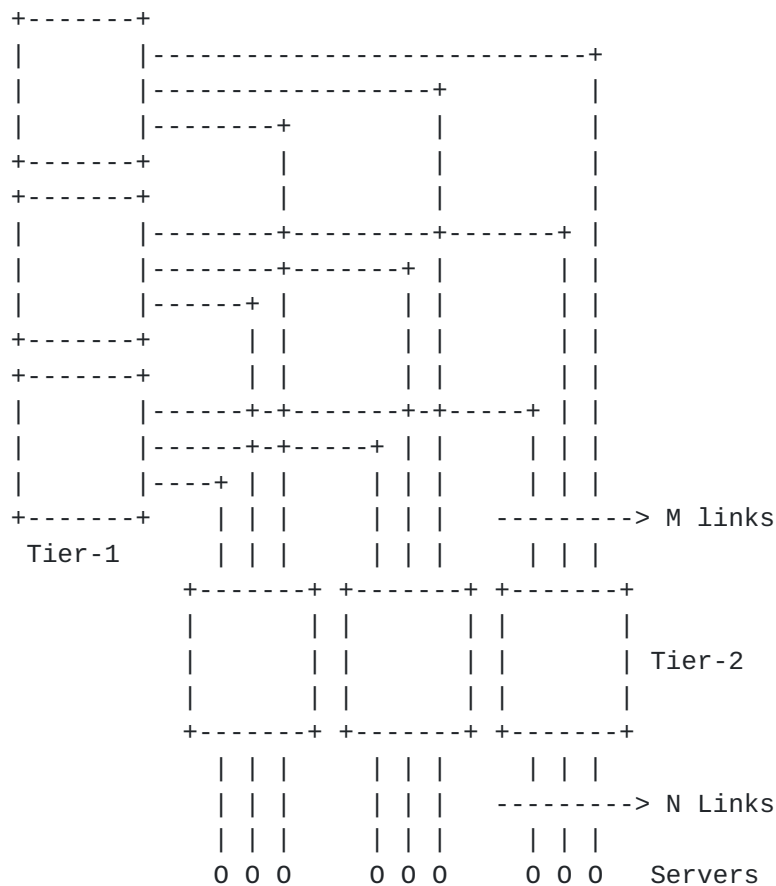 M links
Tier-1
Tier-2
N Links
O O O O O O O O O Servers